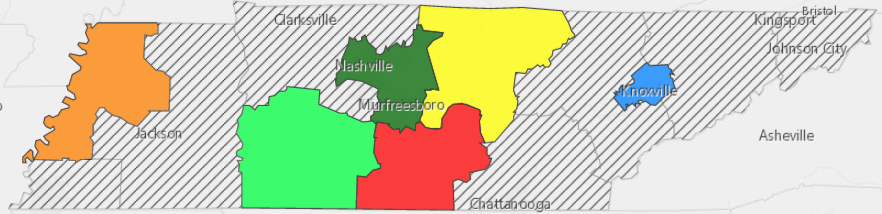 Clarksville
Bristol
Kingsport
Johnson City
Nashville
Knoxville
Murfreesboro
Jackson
Asheville
Chattanooga